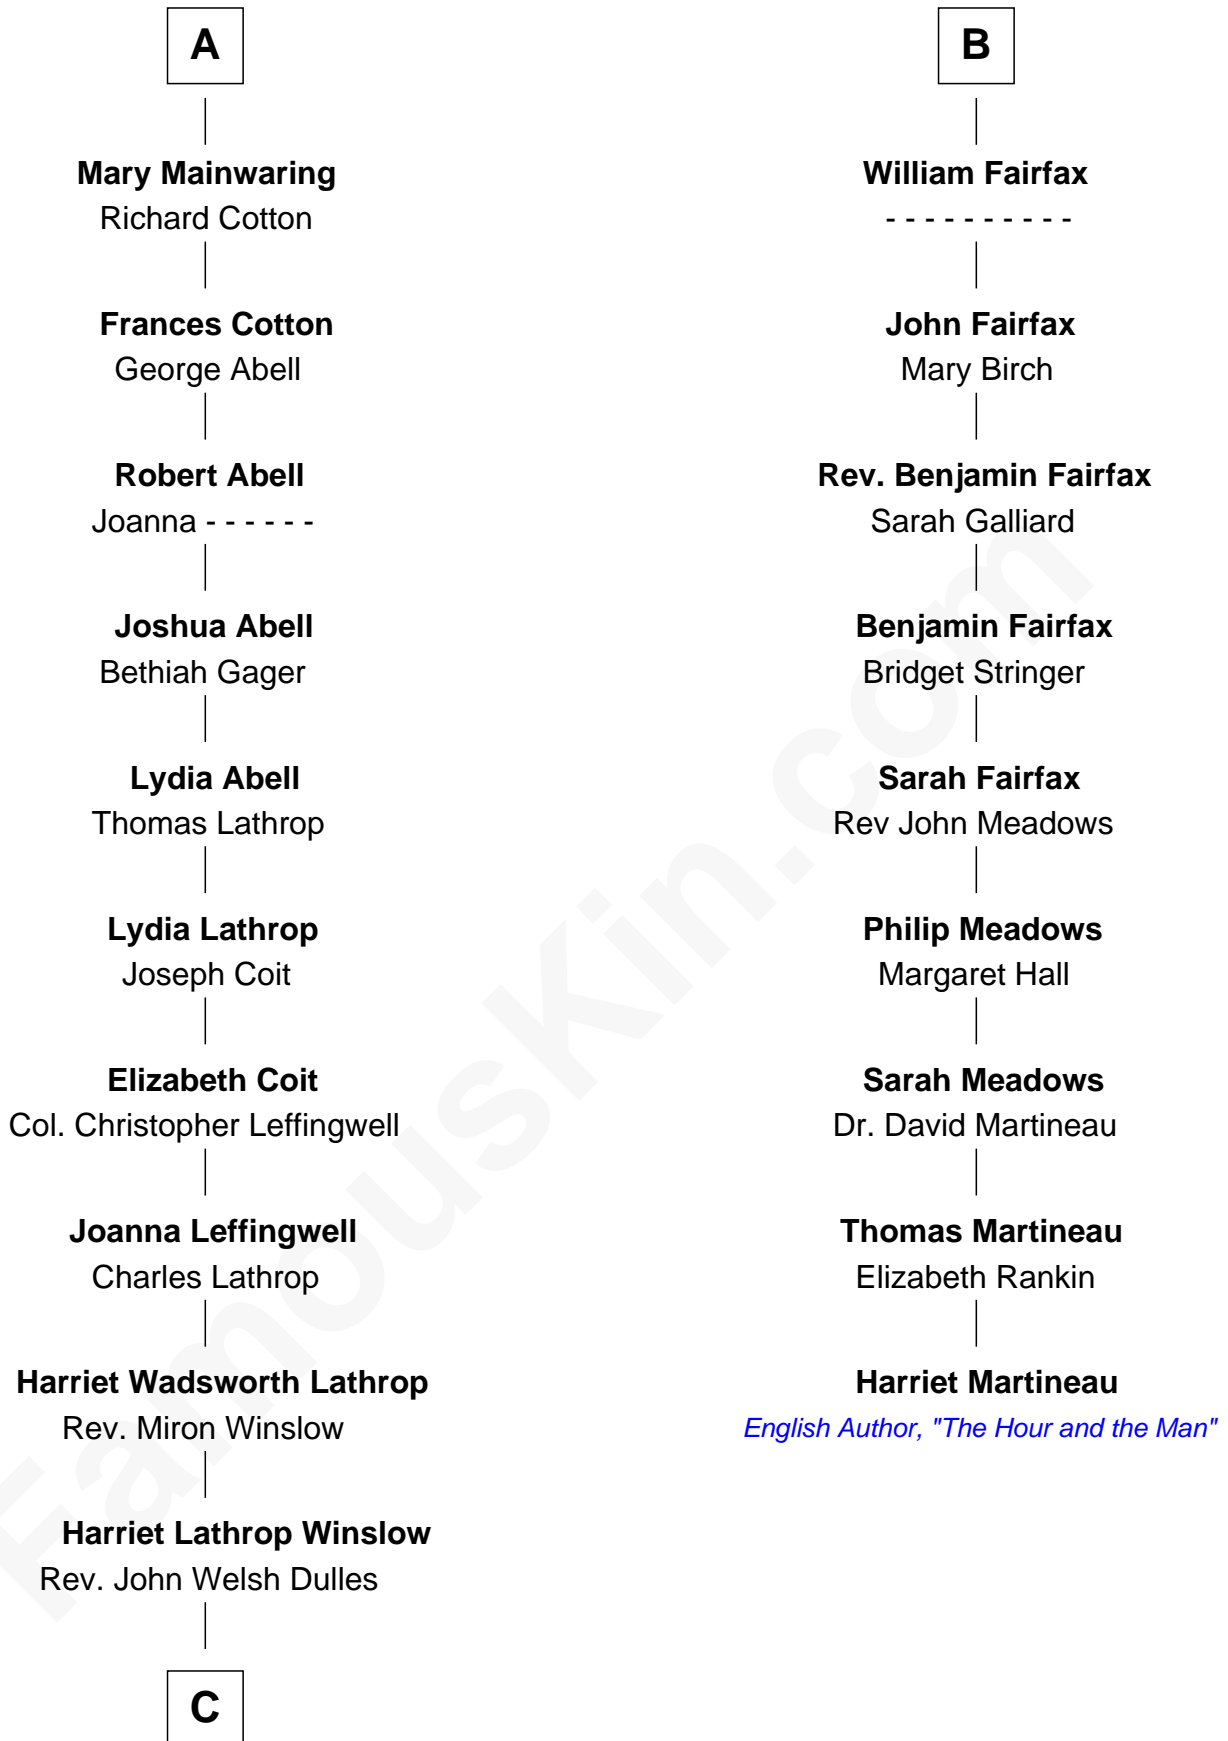 A
Mary Mainwaring
Richard Cotton
Frances Cotton
George Abell
Robert Abell
Joanna - - - - - -
Joshua Abell
Bethiah Gager
Lydia Abell
Thomas Lathrop
Lydia Lathrop
Joseph Coit
Elizabeth Coit
Col. Christopher Leffingwell
Joanna Leffingwell
Charles Lathrop
Harriet Wadsworth Lathrop
Rev. Miron Winslow
Harriet Lathrop Winslow
Rev. John Welsh Dulles
C
B
William Fairfax
- - - - - - - - - -
John Fairfax
Mary Birch
Rev. Benjamin Fairfax
Sarah Galliard
Benjamin Fairfax
Bridget Stringer
Sarah Fairfax
Rev John Meadows
Philip Meadows
Margaret Hall
Sarah Meadows
Dr. David Martineau
Thomas Martineau
Elizabeth Rankin
Harriet Martineau
English Author, "The Hour and the Man"
FamousKin.com